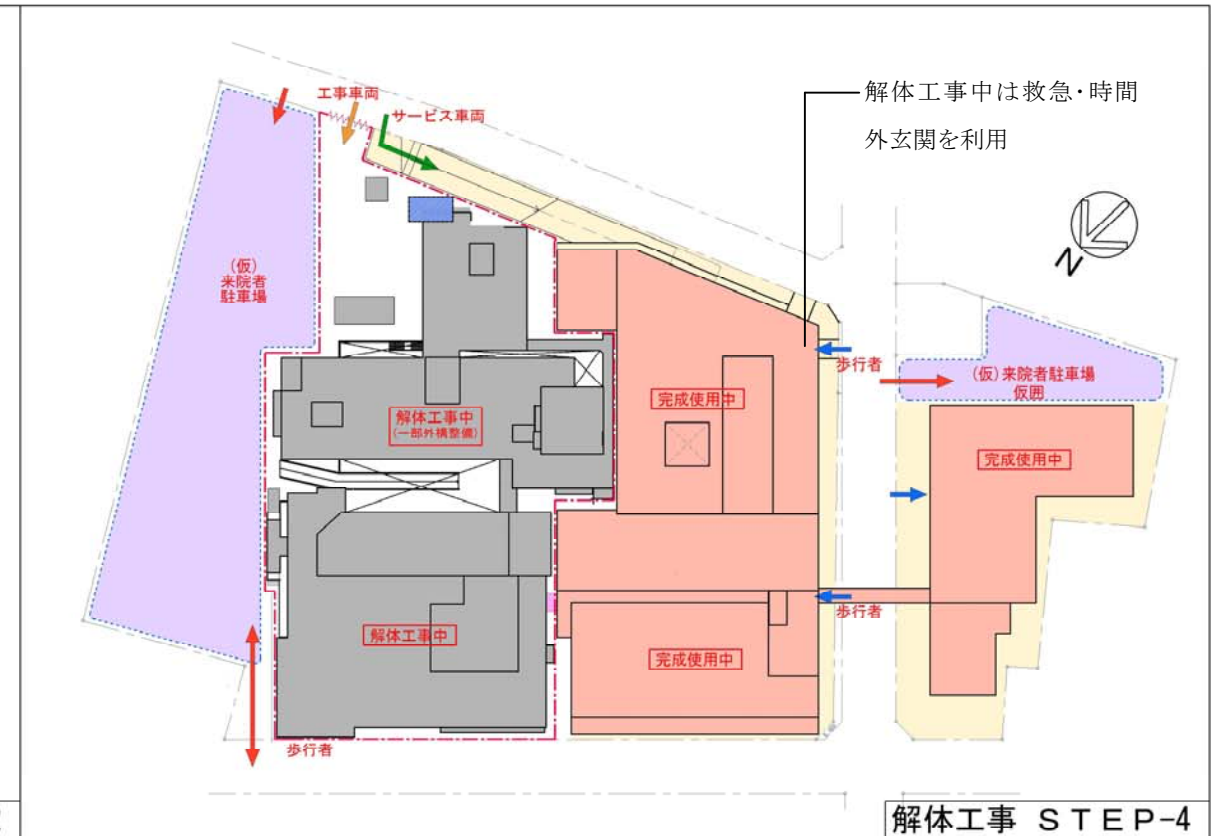 解体工事中は救急・時間
外玄関を利用
工事車両
サービス車両
N
(仮)
来院者
駐車場
歩行者
(仮)来院者駐車場
仮囲
完成使用中
解体工事中
(一部外構整備)
完成使用中
歩行者
解体工事中
完成使用中
歩行者
解体工事 STEP-4